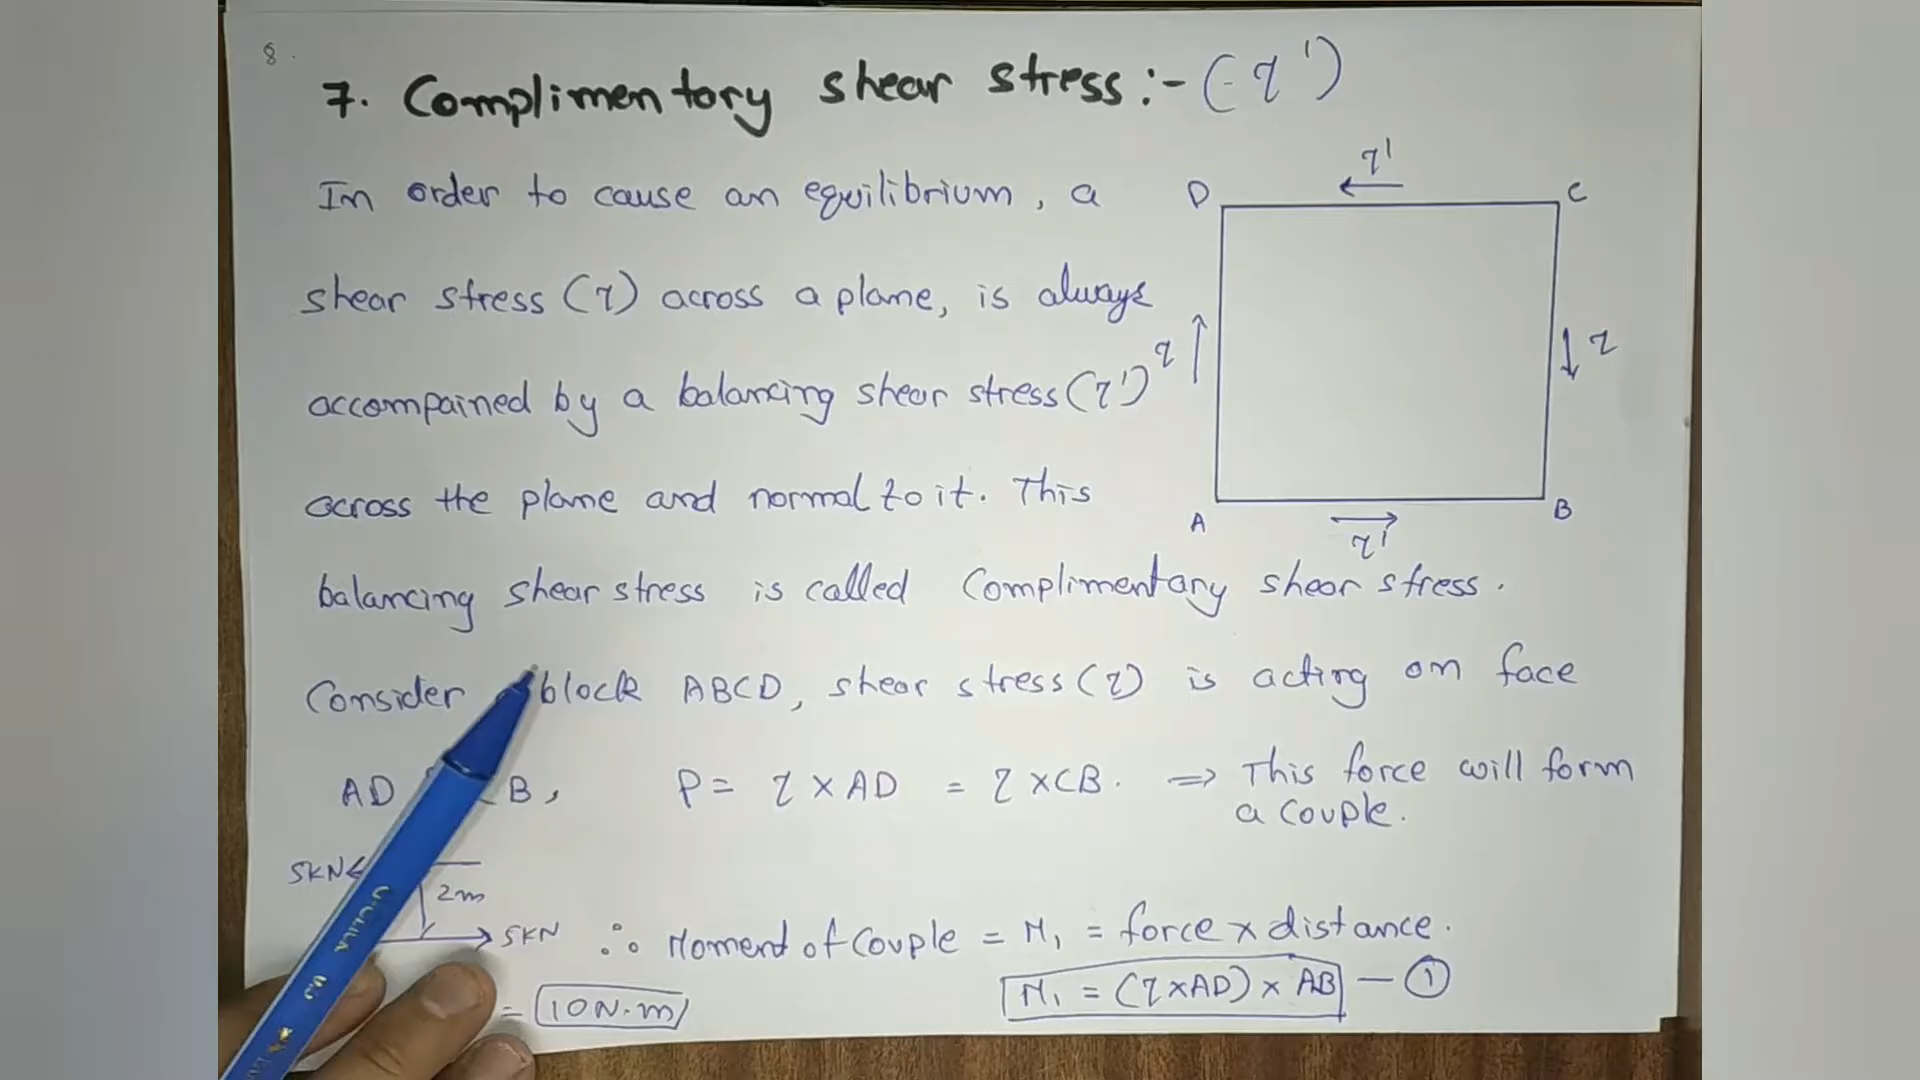 8.
7. Complimentory shear stress:- (-τ')
In order to cause an equilibrium, a
shear stress (τ) across a plane, is always
accompained by a balancing shear stress (τ')
across the plane and normal to it. This
balancing shear stress is called Complimentary shear stress.
Consider block ABCD, shear stress (τ) is acting on face
AD B, P = τ × AD = τ × CB. ⇒ This force will form
a couple.
5KN
2m
5KN ∴ Moment of Couple = M₁ = force × distance.
= 10N.m M₁ = (τ×AD) × AB — ①
τ'
D C
τ τ
A B
τ'